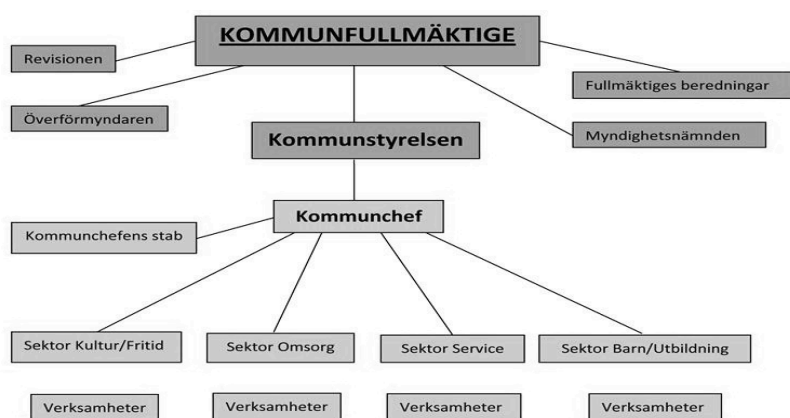 KOMMUNFULLMÄKTIGE
Revisionen
Fullmäktiges beredningar
Överförmyndaren
Myndighetsnämnden
Kommunstyrelsen
Kommunchef
Kommunchefens stab
Sektor Kultur/Fritid
Sektor Omsorg
Sektor Service
Sektor Barn/Utbildning
Verksamheter
Verksamheter
Verksamheter
Verksamheter